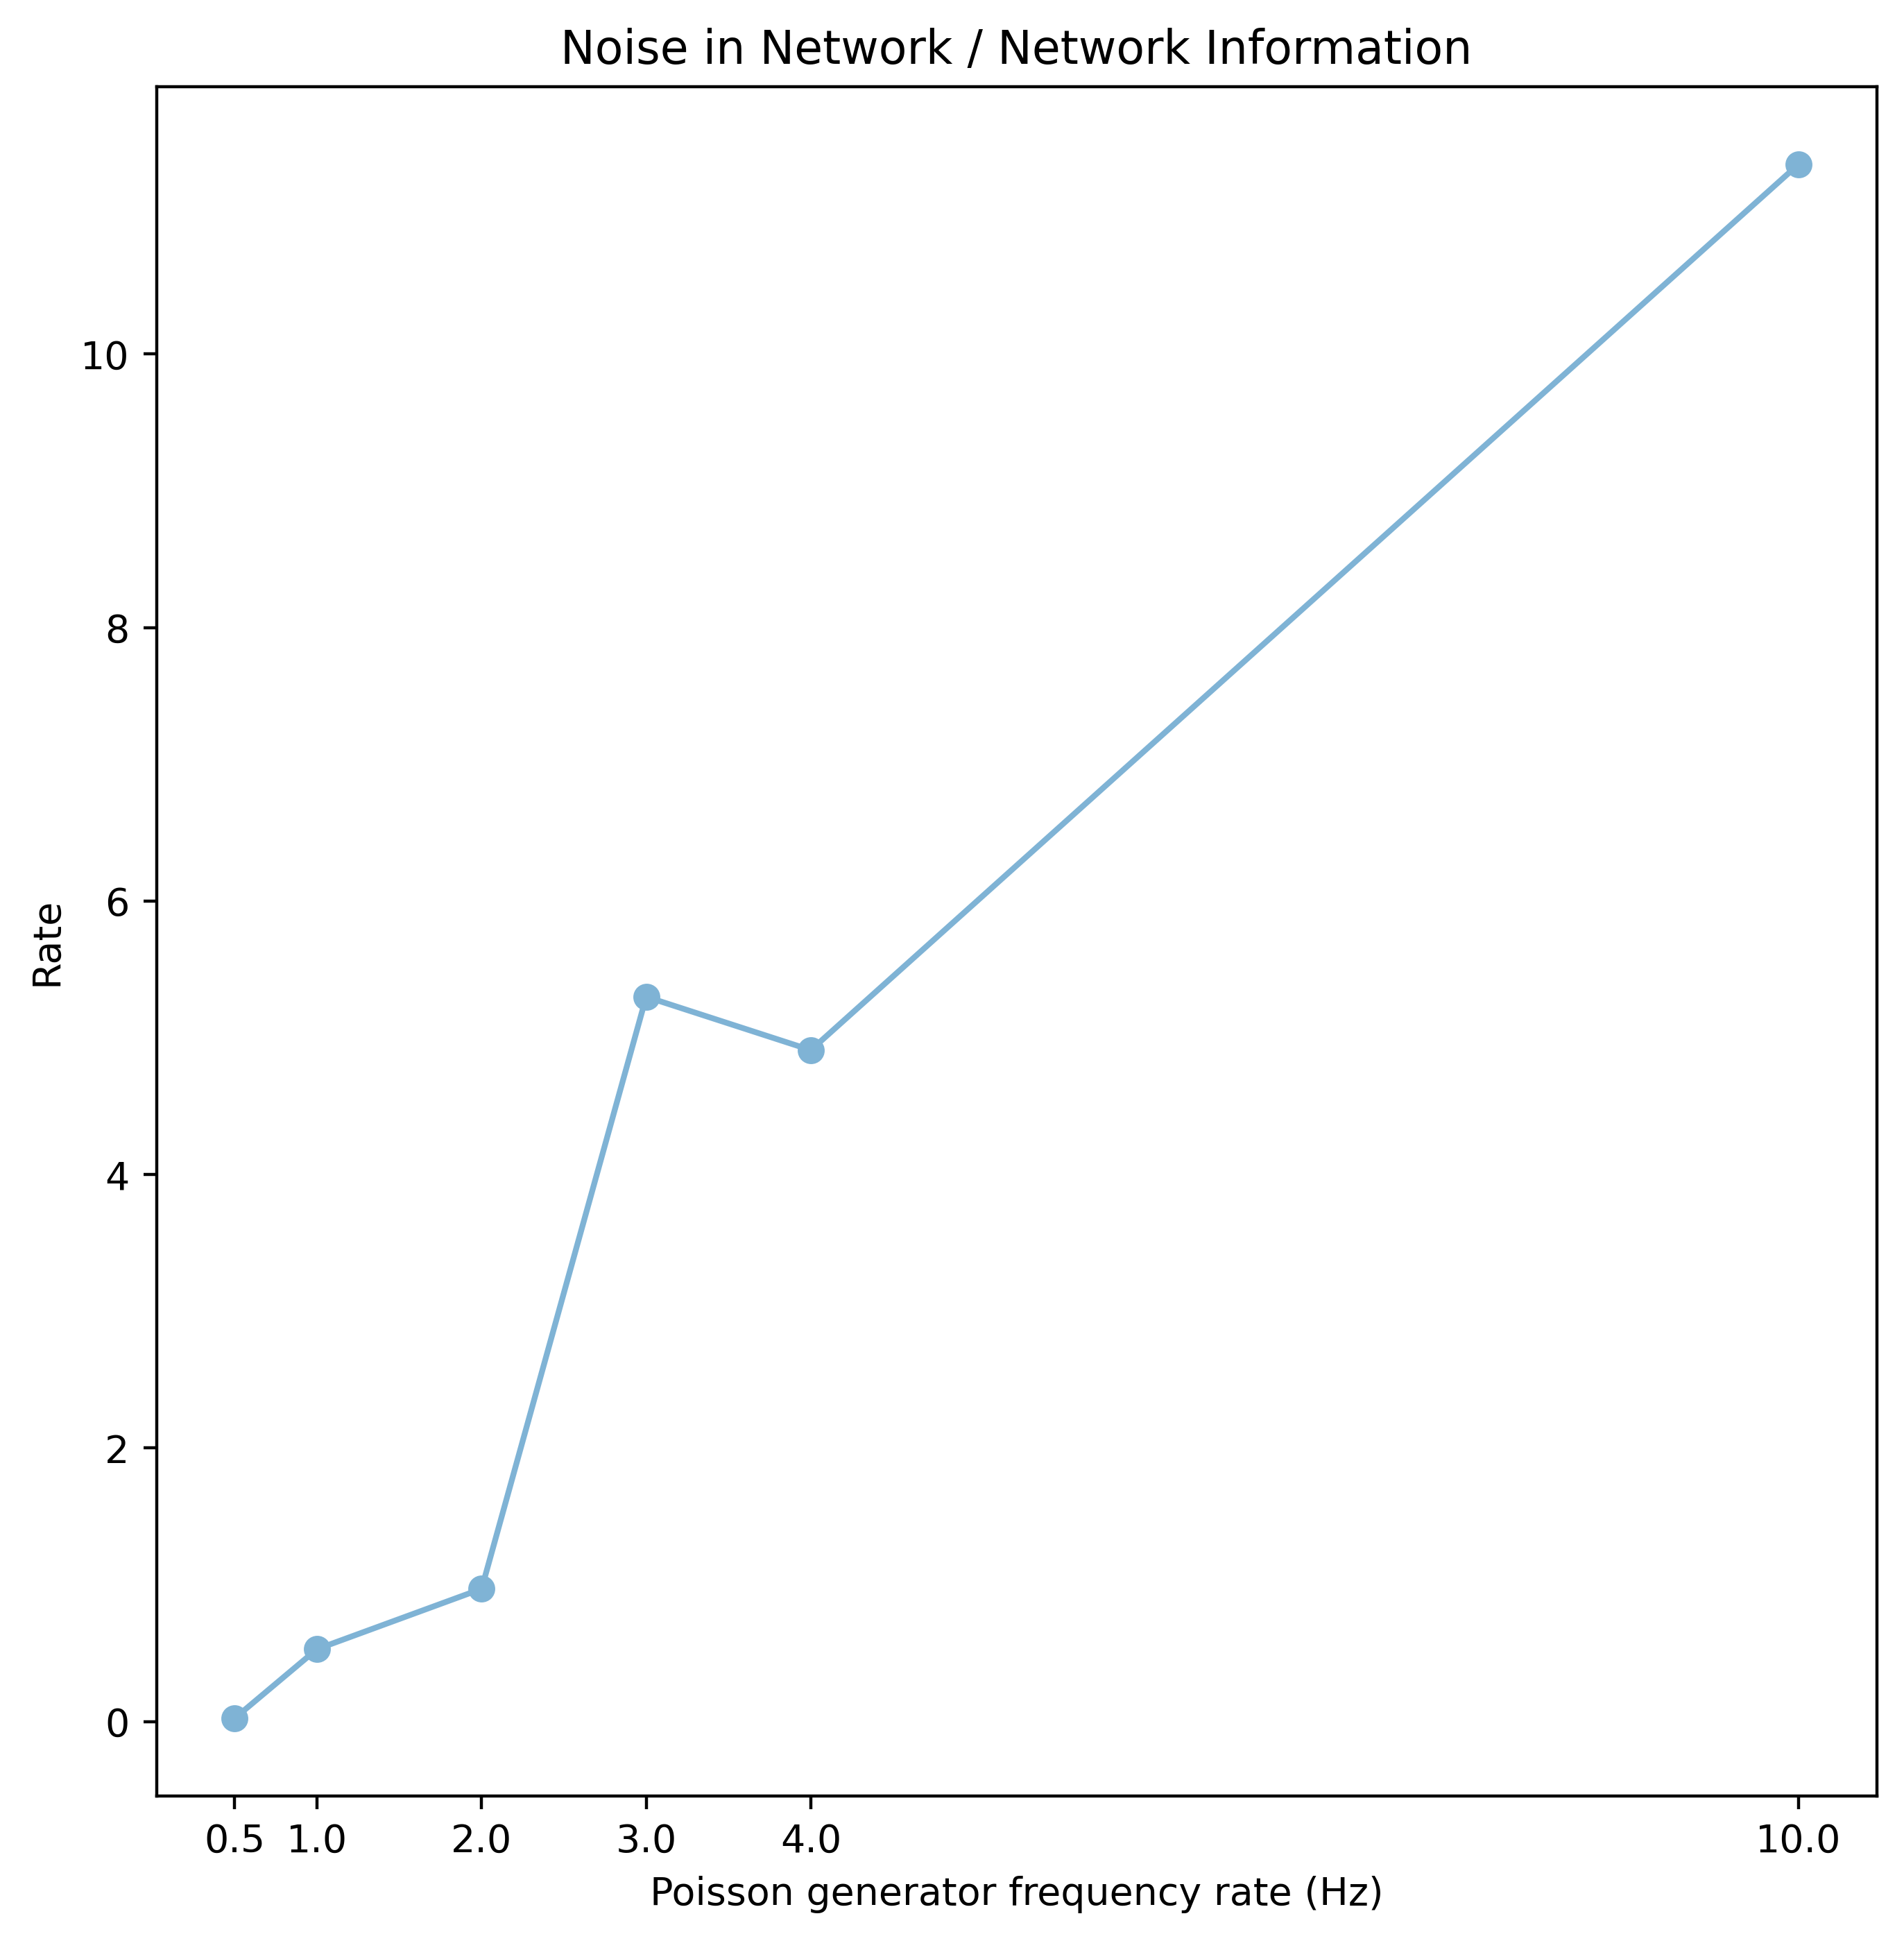 Noise in Network / Network Information
10
8
6
4
2
0
Rate
0.5 1.0 2.0 3.0 4.0 10.0
Poisson generator frequency rate (Hz)